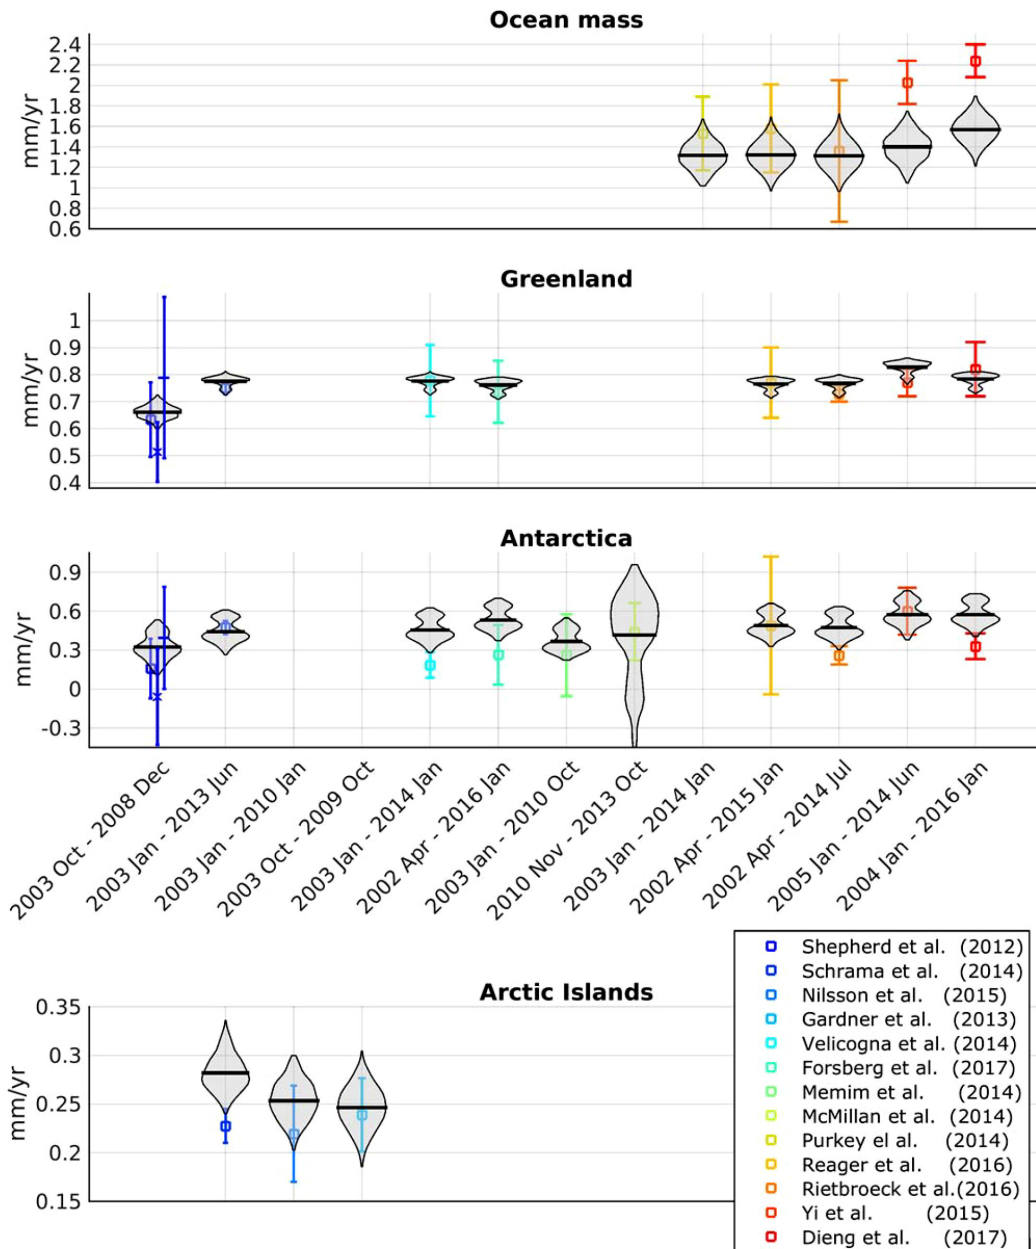 Ocean mass
2.4
2.2
2
1.8
1.6
1.4
1.2
1
0.8
0.6
mm/yr
Greenland
1
0.9
0.8
0.7
0.6
0.5
0.4
mm/yr
Antarctica
0.9
0.6
0.3
0
-0.3
mm/yr
2003 Oct - 2008 Dec
2003 Jan - 2013 Jun
2003 Jan - 2010 Jan
2003 Oct - 2009 Oct
2003 Jan - 2014 Jan
2002 Apr - 2016 Jan
2003 Jan - 2010 Oct
2010 Nov - 2013 Oct
2003 Jan - 2014 Jan
2002 Apr - 2015 Jan
2002 Apr - 2014 Jul
2005 Jan - 2014 Jun
2004 Jan - 2016 Jan
Arctic Islands
0.35
0.3
0.25
0.2
0.15
mm/yr
Shepherd et al. (2012)
Schrama et al. (2014)
Nilsson et al. (2015)
Gardner et al. (2013)
Velicogna et al. (2014)
Forsberg et al. (2017)
Memim et al. (2014)
McMillan et al. (2014)
Purkey el al. (2014)
Reager et al. (2016)
Rietbroeck et al.(2016)
Yi et al. (2015)
Dieng et al. (2017)